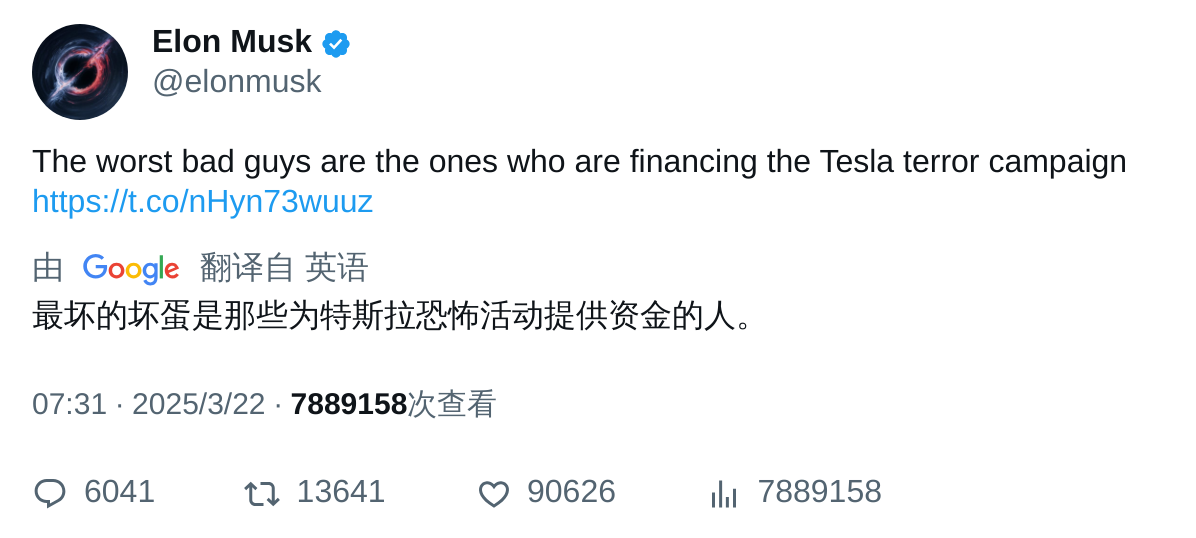 Elon Musk
@elonmusk
The worst bad guys are the ones who are financing the Tesla terror campaign
https://t.co/nHyn73wuuz
由 Google 翻译自 英语
最坏的坏蛋是那些为特斯拉恐怖活动提供资金的人。
07:31 · 2025/3/22 · 7889158次查看
6041 13641 90626 7889158